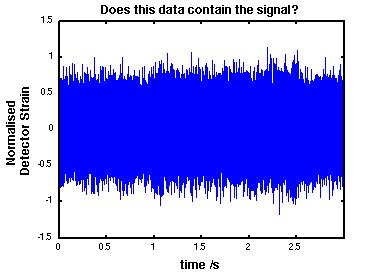 Does this data contain the signal?
1.5
1
0.5
0
-0.5
-1
-1.5
Normalised
Detector Strain
0 0.5 1 1.5 2 2.5
time /s